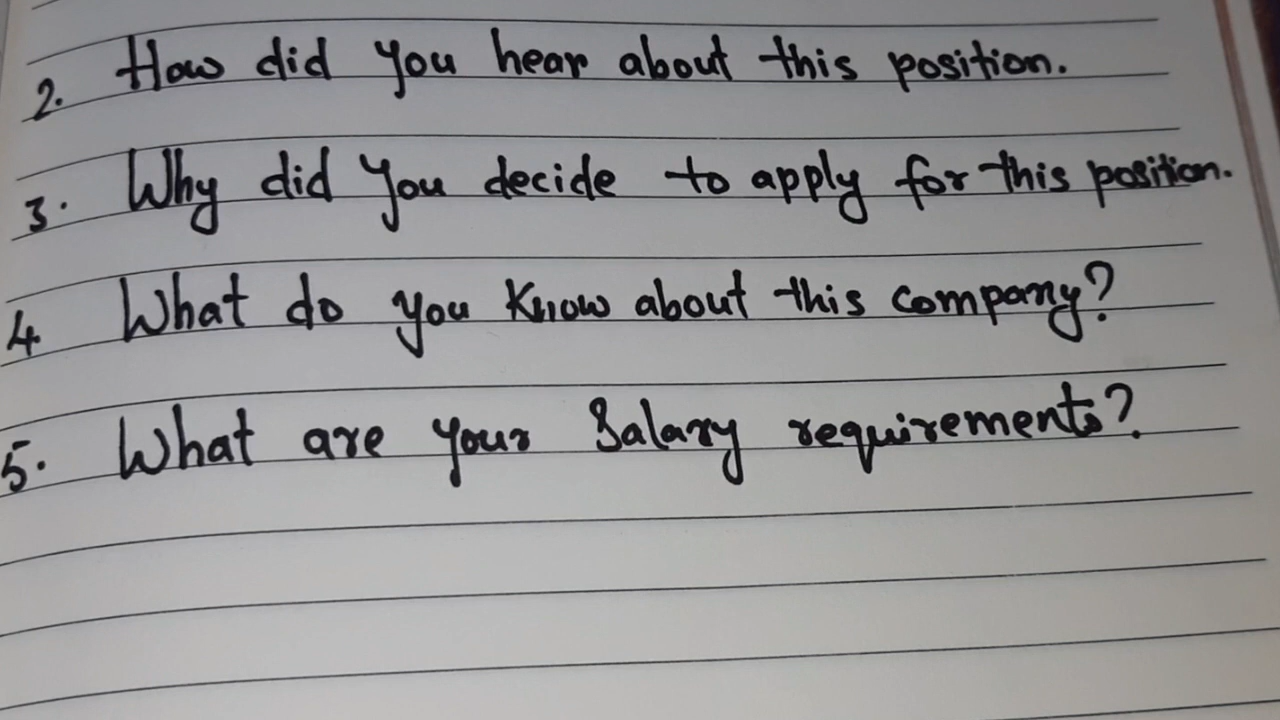 2. How did you hear about this position.
3. Why did you decide to apply for this position.
4. What do you know about this company?
5. What are your Salary requirements?